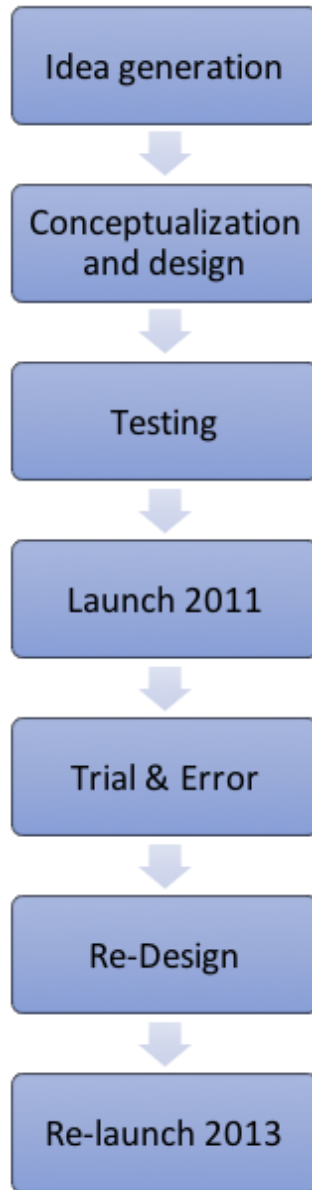 Idea generation
Conceptualization
and design
Testing
Launch 2011
Trial & Error
Re-Design
Re-launch 2013